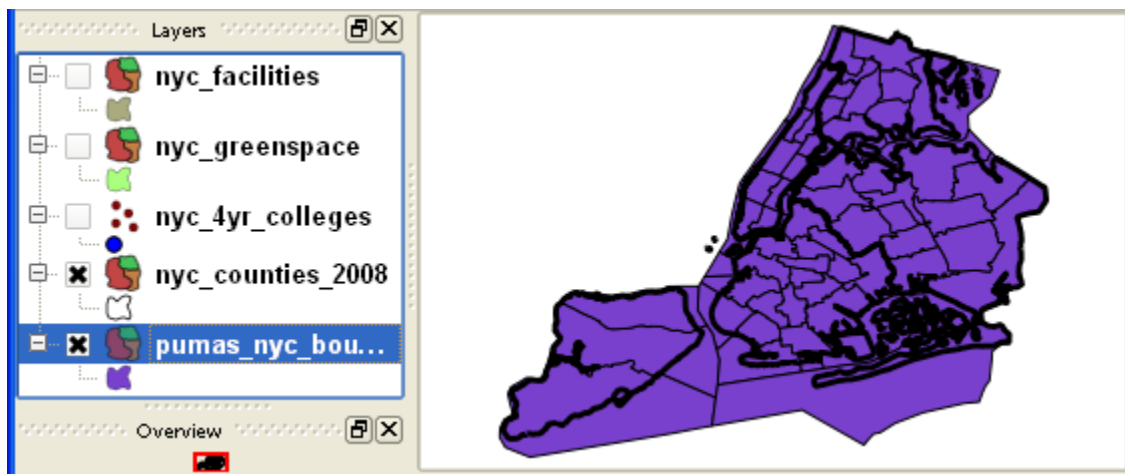 Layers
nyc_facilities
nyc_greenspace
nyc_4yr_colleges
nyc_counties_2008
pumas_nyc_bou...
Overview